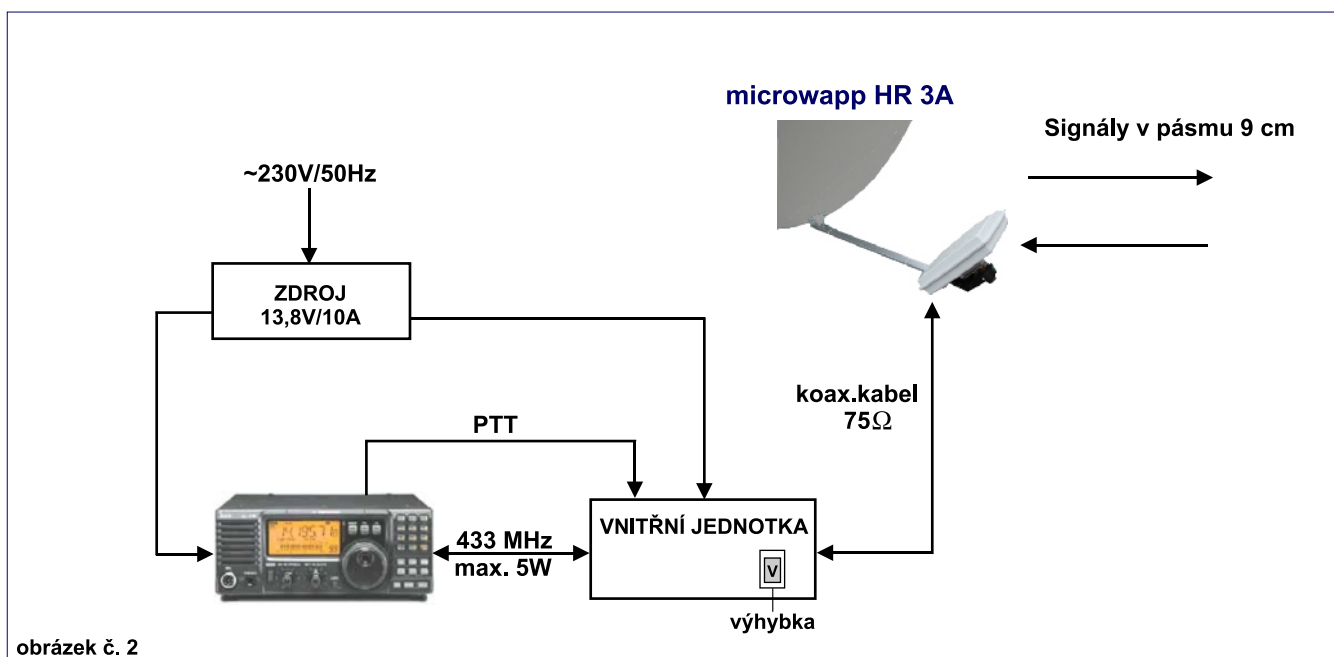 microwapp HR 3A
Signály v pásmu 9 cm
~230V/50Hz
ZDROJ
13,8V/10A
koax.kabel
75Ω
PTT
VNITŘNÍ JEDNOTKA
433 MHz
max. 5W
V
výhybka
obrázek č. 2